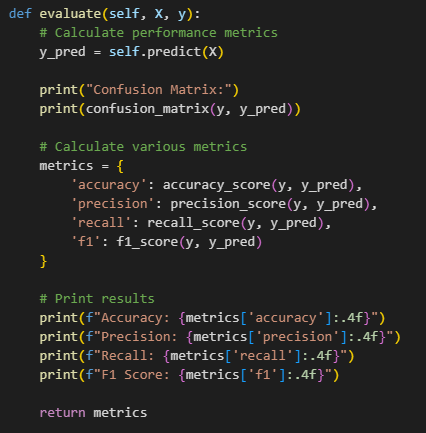 def evaluate(self, X, y):
    # Calculate performance metrics
    y_pred = self.predict(X)

    print("Confusion Matrix:")
    print(confusion_matrix(y, y_pred))

    # Calculate various metrics
    metrics = {
        'accuracy': accuracy_score(y, y_pred),
        'precision': precision_score(y, y_pred),
        'recall': recall_score(y, y_pred),
        'f1': f1_score(y, y_pred)
    }

    # Print results
    print(f"Accuracy: {metrics['accuracy']:.4f}")
    print(f"Precision: {metrics['precision']:.4f}")
    print(f"Recall: {metrics['recall']:.4f}")
    print(f"F1 Score: {metrics['f1']:.4f}")

    return metrics